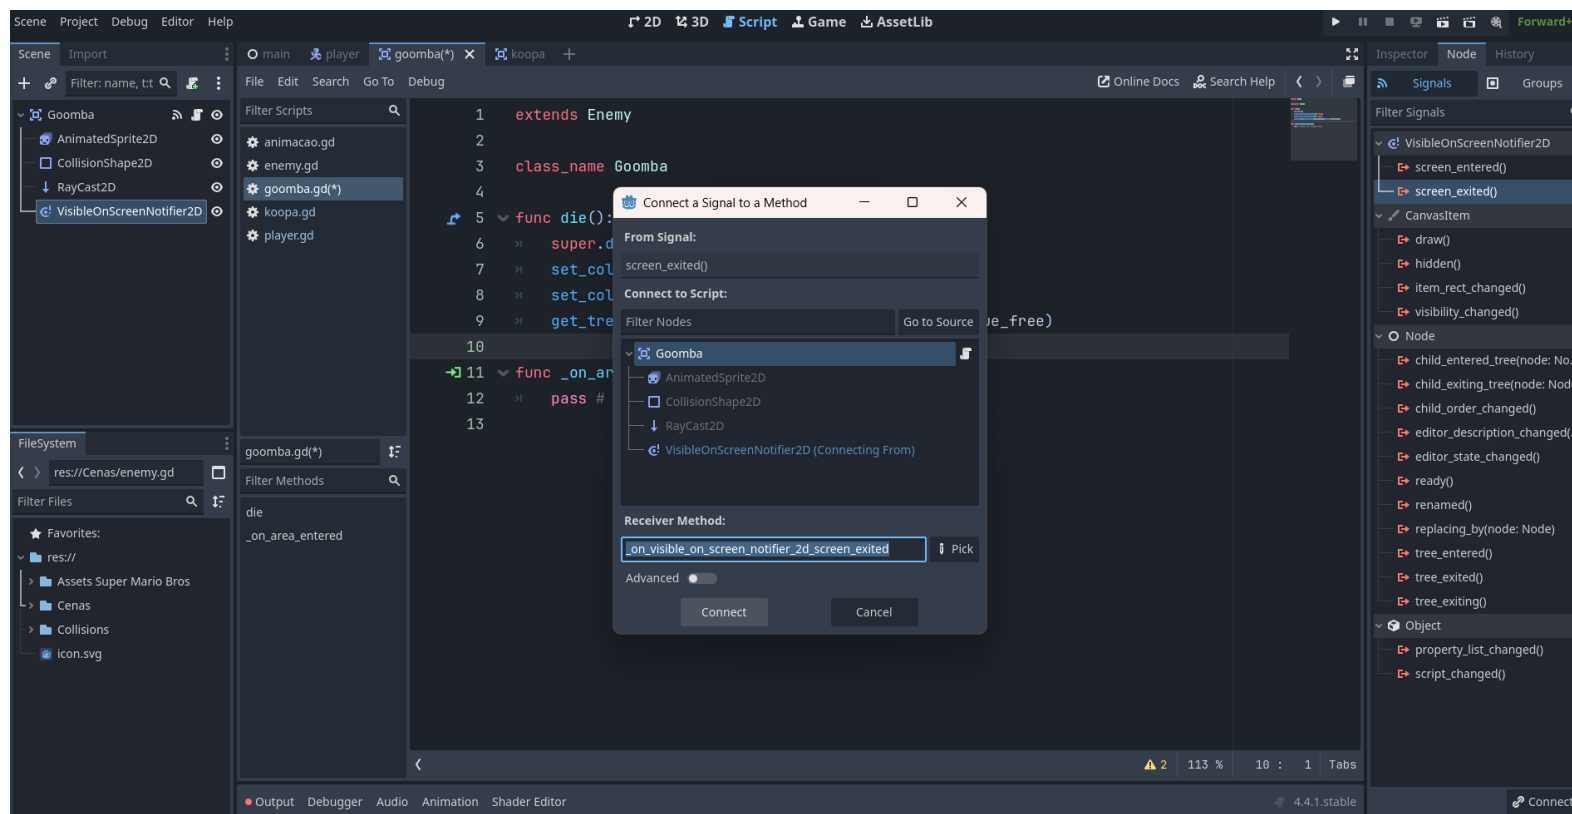 Scene Project Debug Editor Help
2D 3D Script Game AssetLib
Forward+
Scene Import
Filter: name, t:t
Goomba
AnimatedSprite2D
CollisionShape2D
RayCast2D
VisibleOnScreenNotifier2D
FileSystem
res://Cenas/enemy.gd
Filter Files
Favorites:
res://
Assets Super Mario Bros
Cenas
Collisions
icon.svg
main player goomba(*) koopa
File Edit Search Go To Debug
Online Docs Search Help
Filter Scripts
animacao.gd
enemy.gd
goomba.gd(*)
koopa.gd
player.gd
goomba.gd(*)
Filter Methods
die
_on_area_entered
1 extends Enemy
2
3 class_name Goomba
4
5 func die():
6 super.d
7 set_col
8 set_col
9 get_tre ue_free)
10
11 func _on_ar
12 pass #
13
Connect a Signal to a Method
From Signal:
screen_exited()
Connect to Script:
Filter Nodes Go to Source
Goomba
AnimatedSprite2D
CollisionShape2D
RayCast2D
VisibleOnScreenNotifier2D (Connecting From)
Receiver Method:
_on_visible_on_screen_notifier_2d_screen_exited Pick
Advanced
Connect Cancel
2 113 % 10 : 1 Tabs
Output Debugger Audio Animation Shader Editor
4.4.1.stable
Inspector Node History
Signals Groups
Filter Signals
VisibleOnScreenNotifier2D
screen_entered()
screen_exited()
CanvasItem
draw()
hidden()
item_rect_changed()
visibility_changed()
Node
child_entered_tree(node: No.
child_exiting_tree(node: Nod
child_order_changed()
editor_description_changed(.
editor_state_changed()
ready()
renamed()
replacing_by(node: Node)
tree_entered()
tree_exited()
tree_exiting()
Object
property_list_changed()
script_changed()
Connect